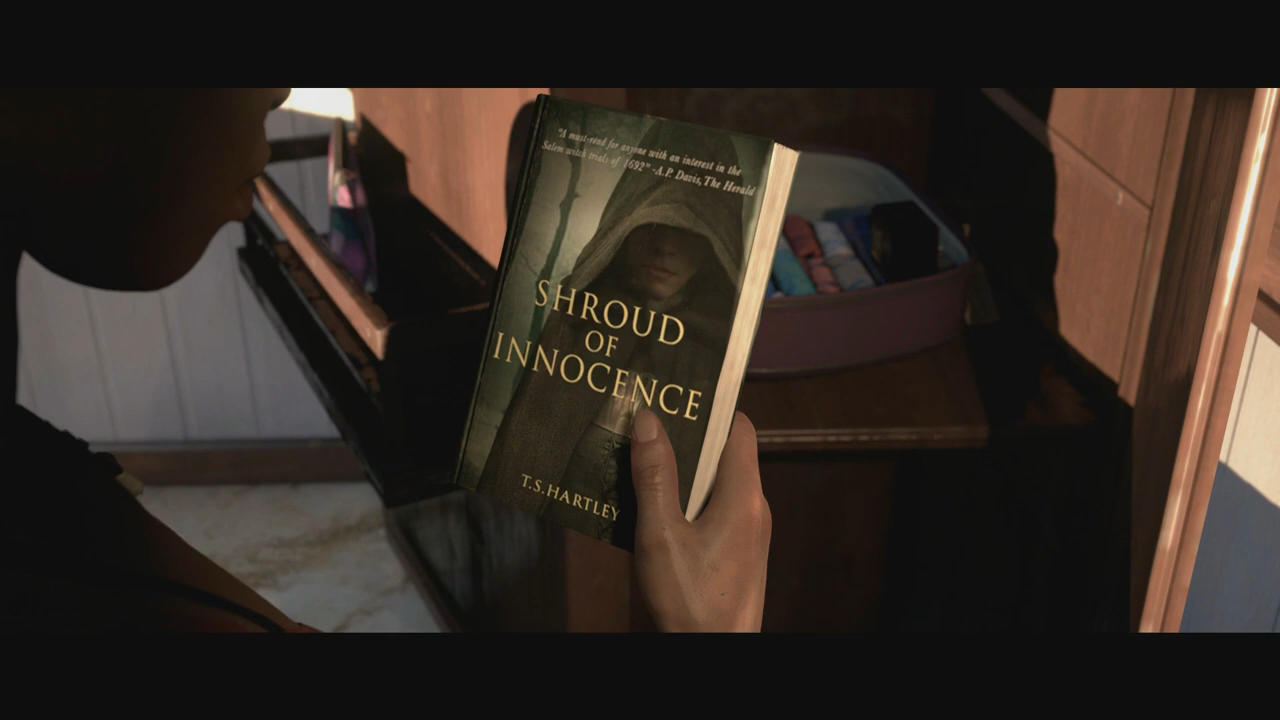 "A must-read for anyone with an interest in the
Salem witch trials of 1692" -A.P. Davis, The Herald
SHROUD
OF
INNOCENCE
T.S. HARTLEY